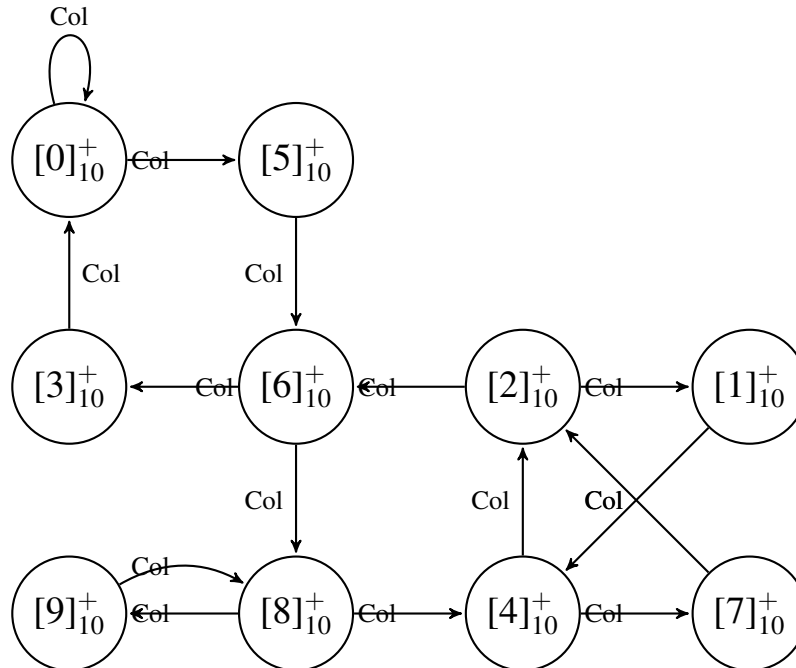 Col
[0]⁺₁₀ Col [5]⁺₁₀
Col Col
[3]⁺₁₀ Col [6]⁺₁₀ Col [2]⁺₁₀ Col [1]⁺₁₀
Col Col Col Col
Col
[9]⁺₁₀ Col [8]⁺₁₀ Col [4]⁺₁₀ Col [7]⁺₁₀